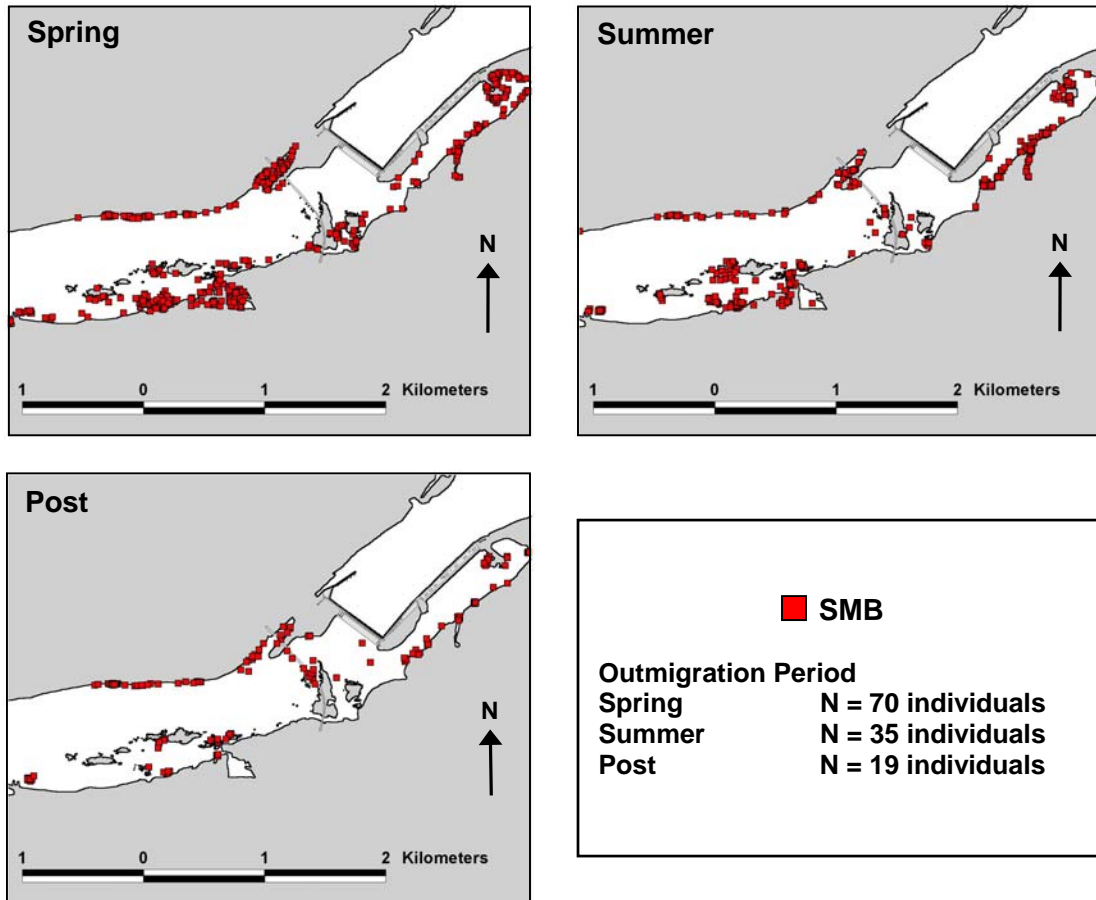 Spring
N
1 0 1 2 Kilometers
Summer
N
1 0 1 2 Kilometers
Post
N
1 0 1 2 Kilometers
SMB
Outmigration Period
Spring N = 70 individuals
Summer N = 35 individuals
Post N = 19 individuals